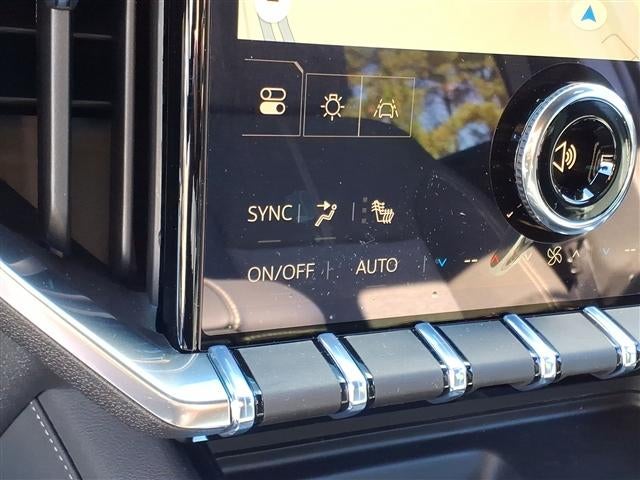 SYNC
ON/OFF AUTO -- --